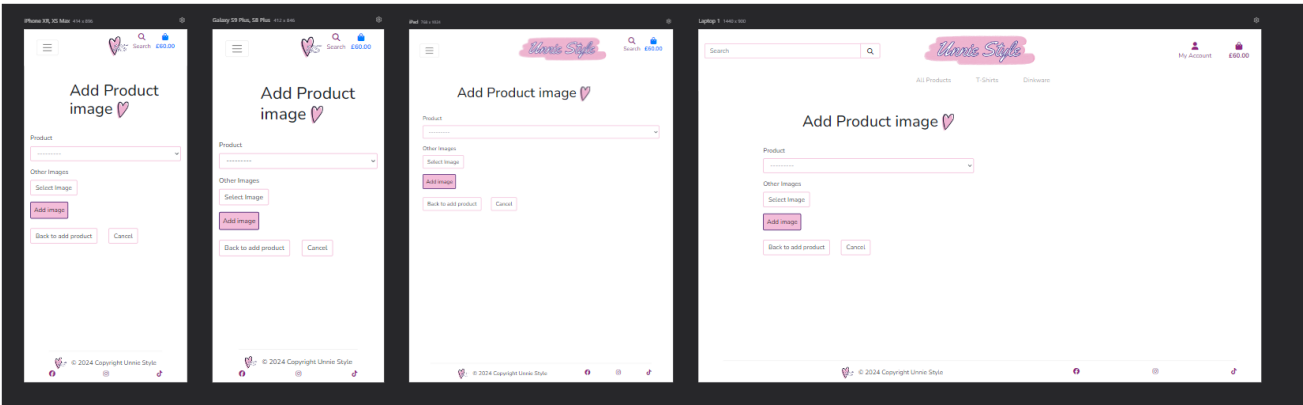 iPhone XR, XS Max 414 x 896
Search £60.00
Add Product
image
Product
---------
Other Images
Select Image
Add image
Back to add product Cancel
© 2024 Copyright Unnie Style
Galaxy S9 Plus, S8 Plus 412 x 846
Search £60.00
Add Product
image
Product
---------
Other Images
Select Image
Add image
Back to add product Cancel
© 2024 Copyright Unnie Style
iPad 768 x 1024
Unnie Style
Search £60.00
Add Product image
Product
---------
Other Images
Select Image
Add image
Back to add product Cancel
© 2024 Copyright Unnie Style
Laptop 1 1440 x 900
Search
Unnie Style
My Account £60.00
All Products T-Shirts Drinkware
Add Product image
Product
---------
Other Images
Select Image
Add image
Back to add product Cancel
© 2024 Copyright Unnie Style